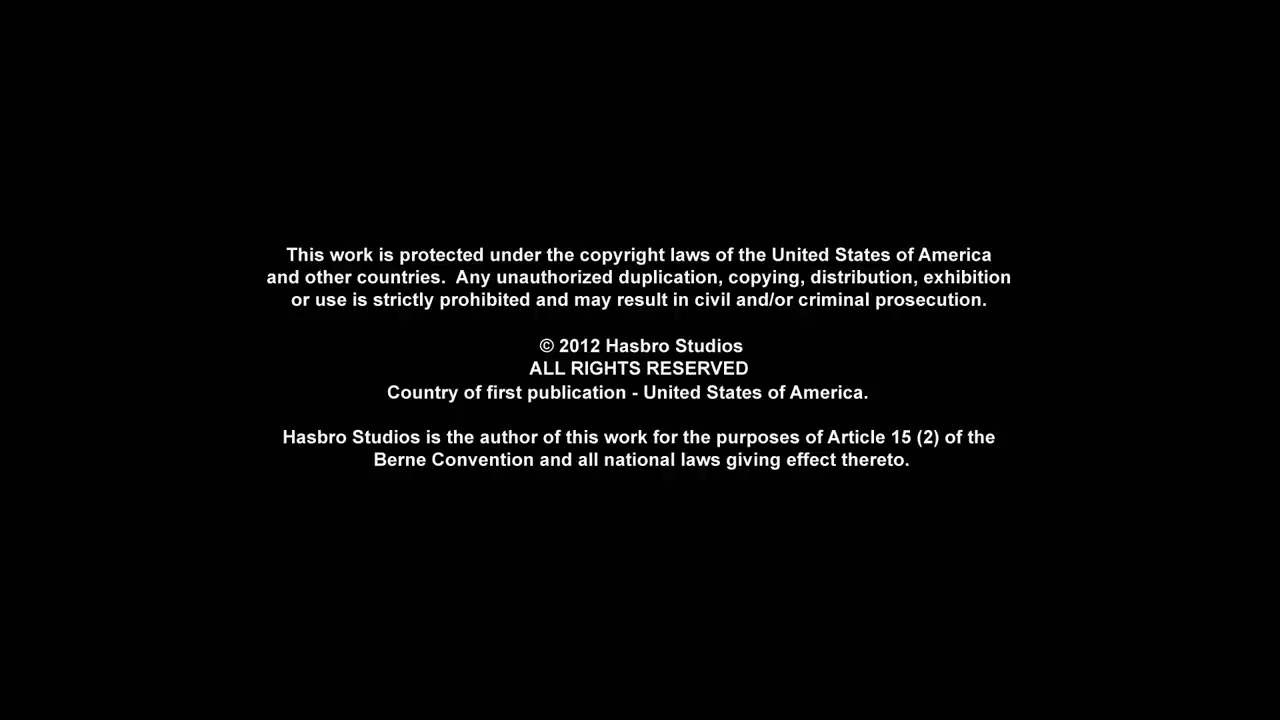 This work is protected under the copyright laws of the United States of America
and other countries.  Any unauthorized duplication, copying, distribution, exhibition
or use is strictly prohibited and may result in civil and/or criminal prosecution.
© 2012 Hasbro Studios
ALL RIGHTS RESERVED
Country of first publication - United States of America.
Hasbro Studios is the author of this work for the purposes of Article 15 (2) of the
Berne Convention and all national laws giving effect thereto.